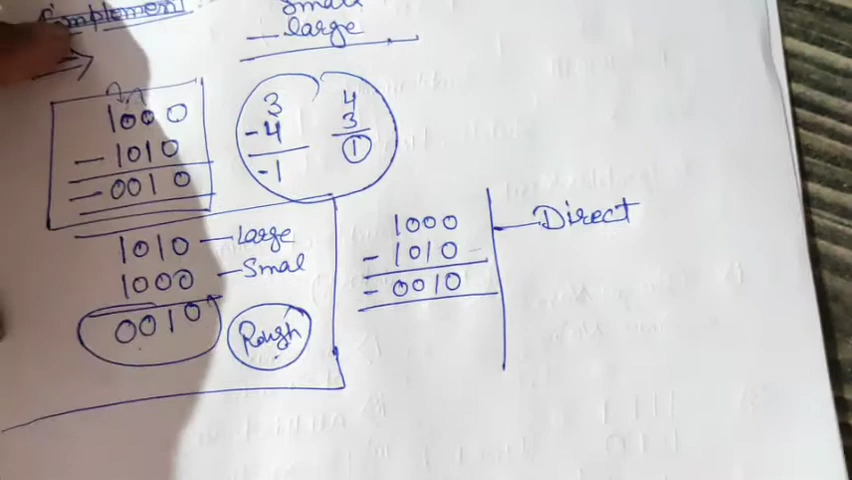 Complement
Small
— large
1000
— 1010
— 0010
3
- 4
-1
4
3
1
1010 — Large
1000 — Smal
0010
Rough
1000
- 1010
- 0010
— Direct